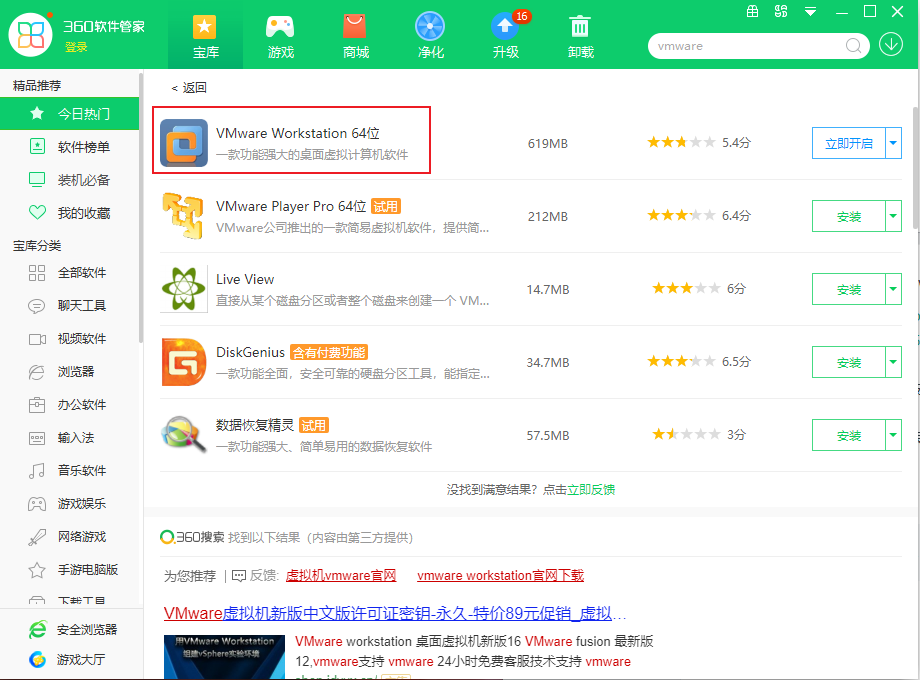 360软件管家
登录
宝库
游戏
商城
净化
16
升级
卸载
vmware
精品推荐
今日热门
软件榜单
装机必备
我的收藏
宝库分类
全部软件
聊天工具
视频软件
浏览器
办公软件
输入法
音乐软件
游戏娱乐
网络游戏
手游电脑版
下载工具
安全浏览器
游戏大厅
< 返回
VMware Workstation 64位
一款功能强大的桌面虚拟计算机软件
619MB
5.4分
立即开启
VMware Player Pro 64位 试用
VMware公司推出的一款简易虚拟机软件，提供简...
212MB
6.4分
安装
Live View
直接从某个磁盘分区或者整个磁盘来创建一个 VM...
14.7MB
6分
安装
DiskGenius 含有付费功能
一款功能全面，安全可靠的硬盘分区工具，能指定...
34.7MB
6.5分
安装
数据恢复精灵 试用
一款功能强大、简单易用的数据恢复软件
57.5MB
3分
安装
没找到满意结果？点击立即反馈
360搜索 找到以下结果（内容由第三方提供）
为您推荐 | 反馈: 虚拟机vmware官网 vmware workstation官网下载
VMware虚拟机新版中文版许可证密钥-永久-特价89元促销_虚拟...
用VMware Workstation
组建vSphere实验环境
VMware workstation 桌面虚拟机新版16 VMware fusion 最新版
12,vmware支持 vmware 24小时免费客服技术支持 vmware